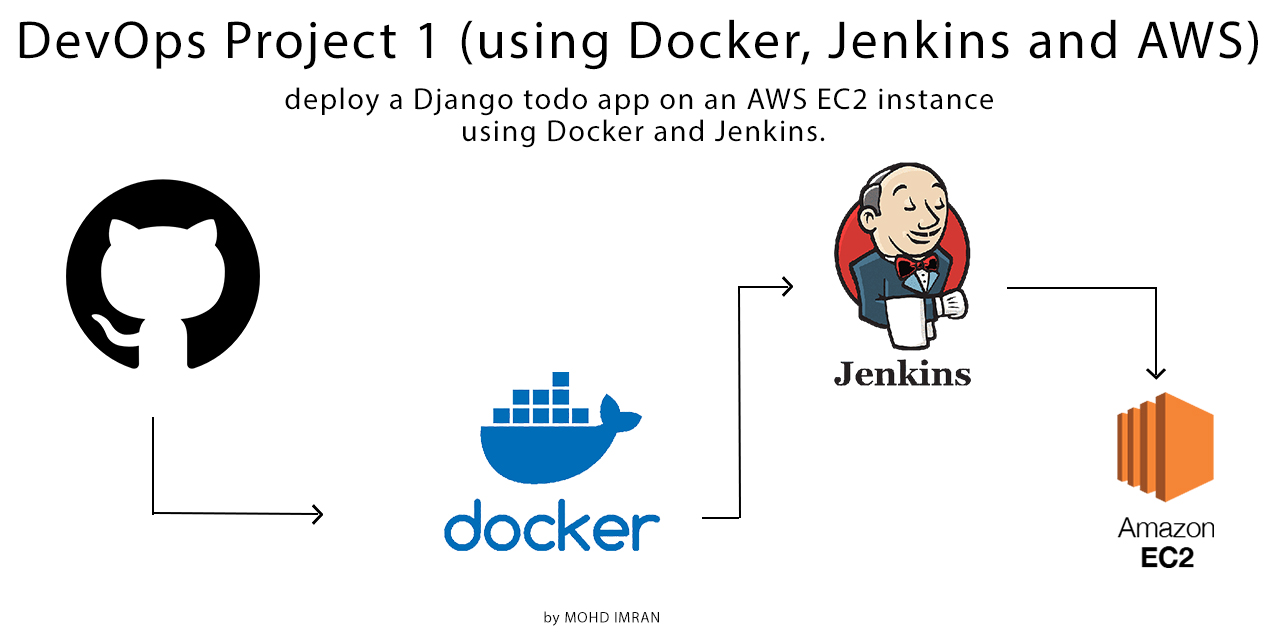 DevOps Project 1 (using Docker, Jenkins and AWS)
deploy a Django todo app on an AWS EC2 instance
using Docker and Jenkins.
Jenkins
docker
Amazon
EC2
by MOHD IMRAN